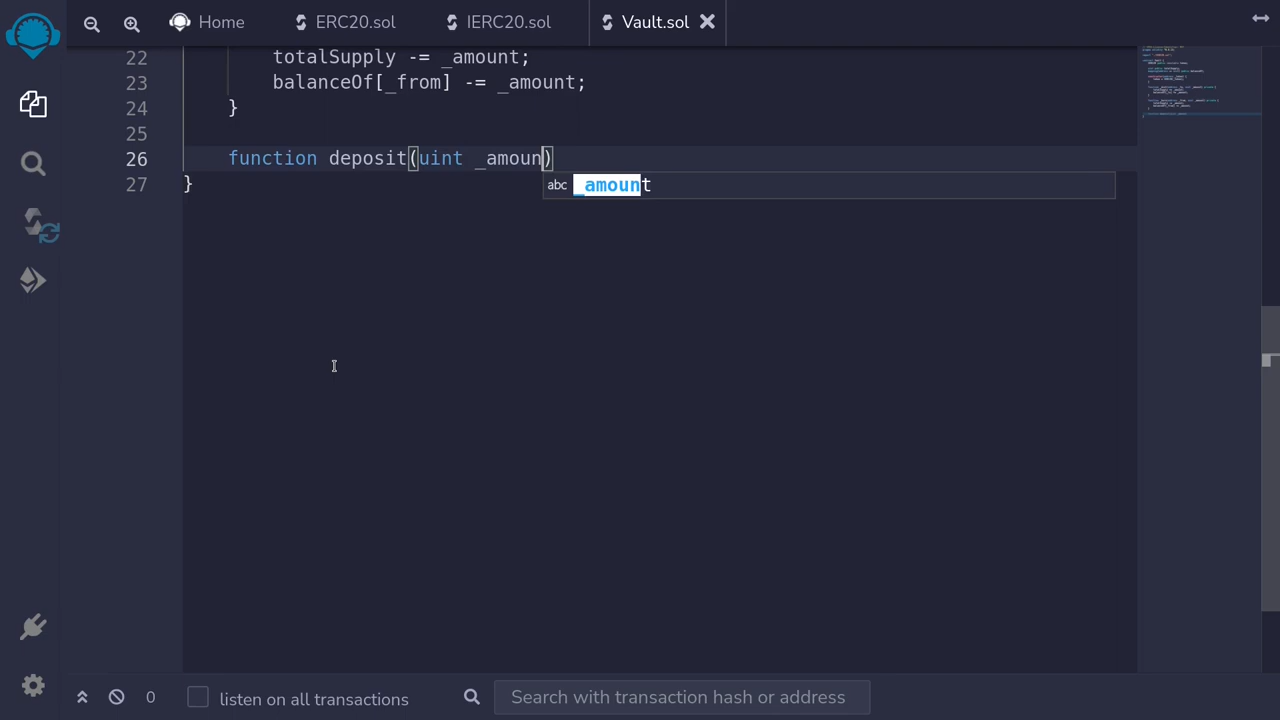 Home ERC20.sol IERC20.sol Vault.sol
22 totalSupply -= _amount;
23 balanceOf[_from] -= _amount;
24 }
25
26 function deposit(uint _amoun)
27 }
abc _amount
0 listen on all transactions Search with transaction hash or address